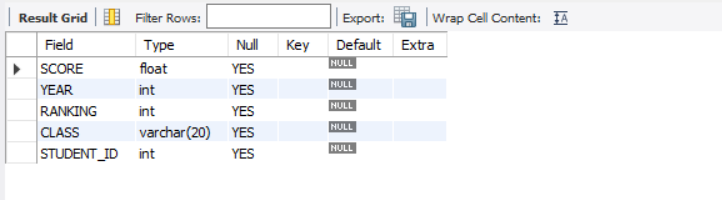 Result Grid Filter Rows: Export: Wrap Cell Content: IA
Field Type Null Key Default Extra
SCORE float YES NULL
YEAR int YES NULL
RANKING int YES NULL
CLASS varchar(20) YES NULL
STUDENT_ID int YES NULL